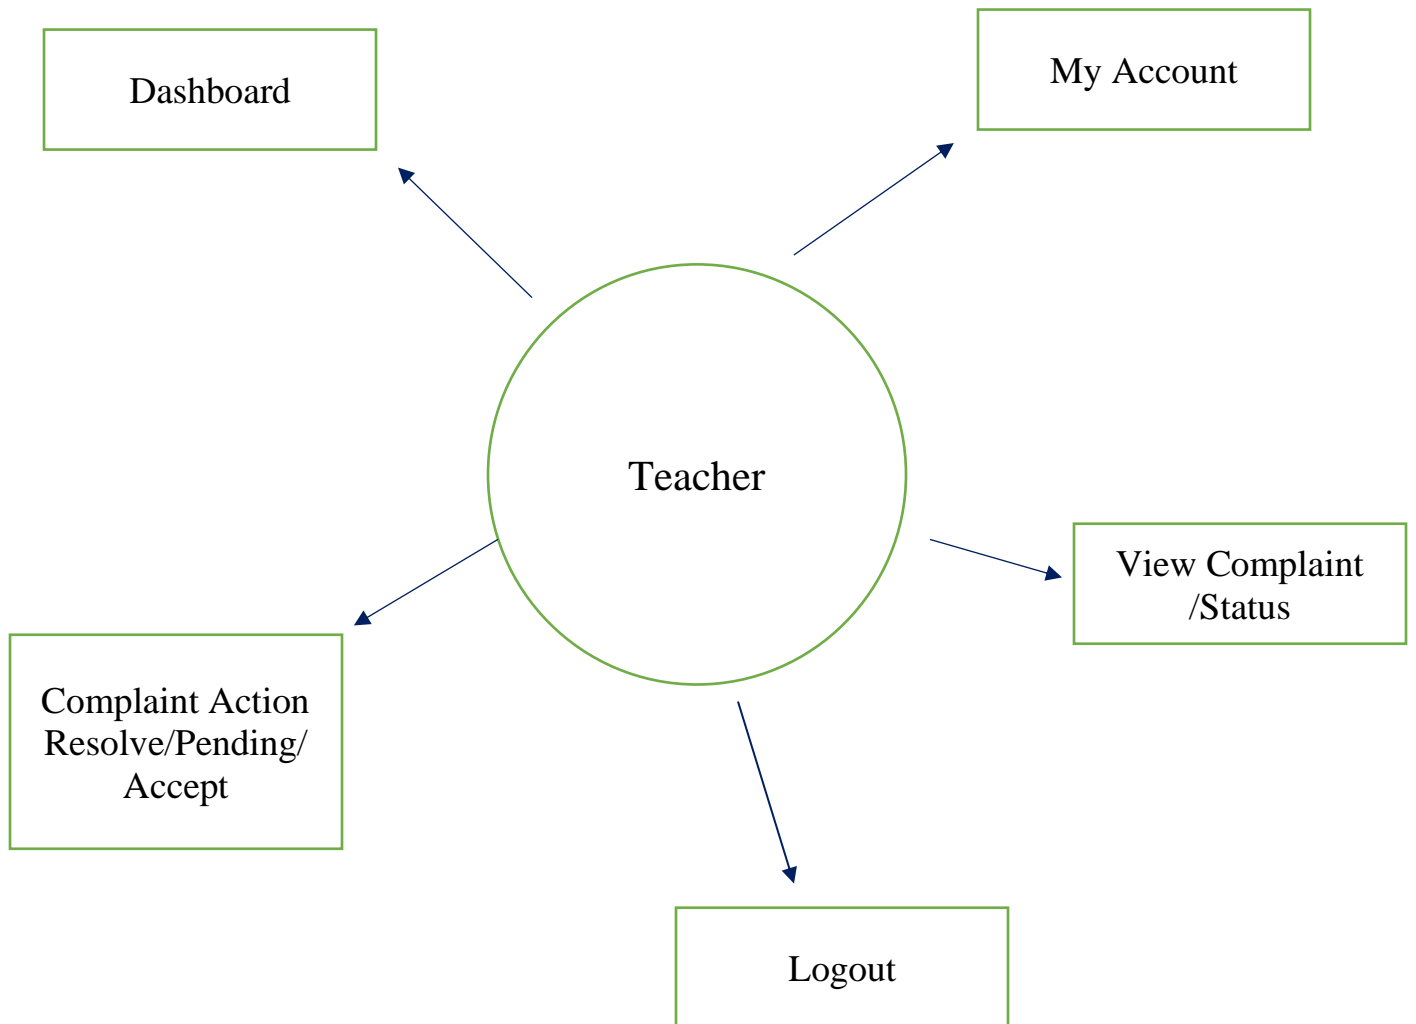 Dashboard
My Account
Teacher
View Complaint
/Status
Complaint Action
Resolve/Pending/
Accept
Logout